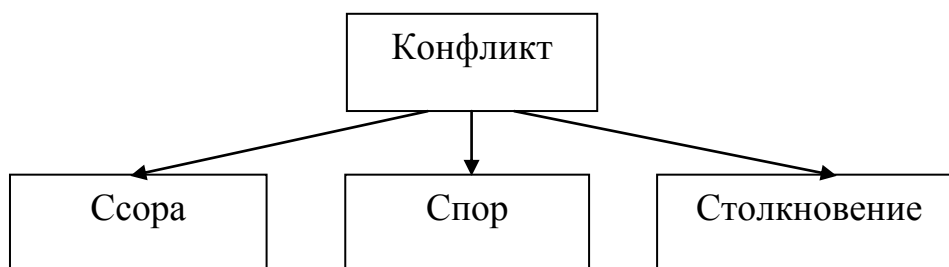 Конфликт
Ссора
Спор
Столкновение